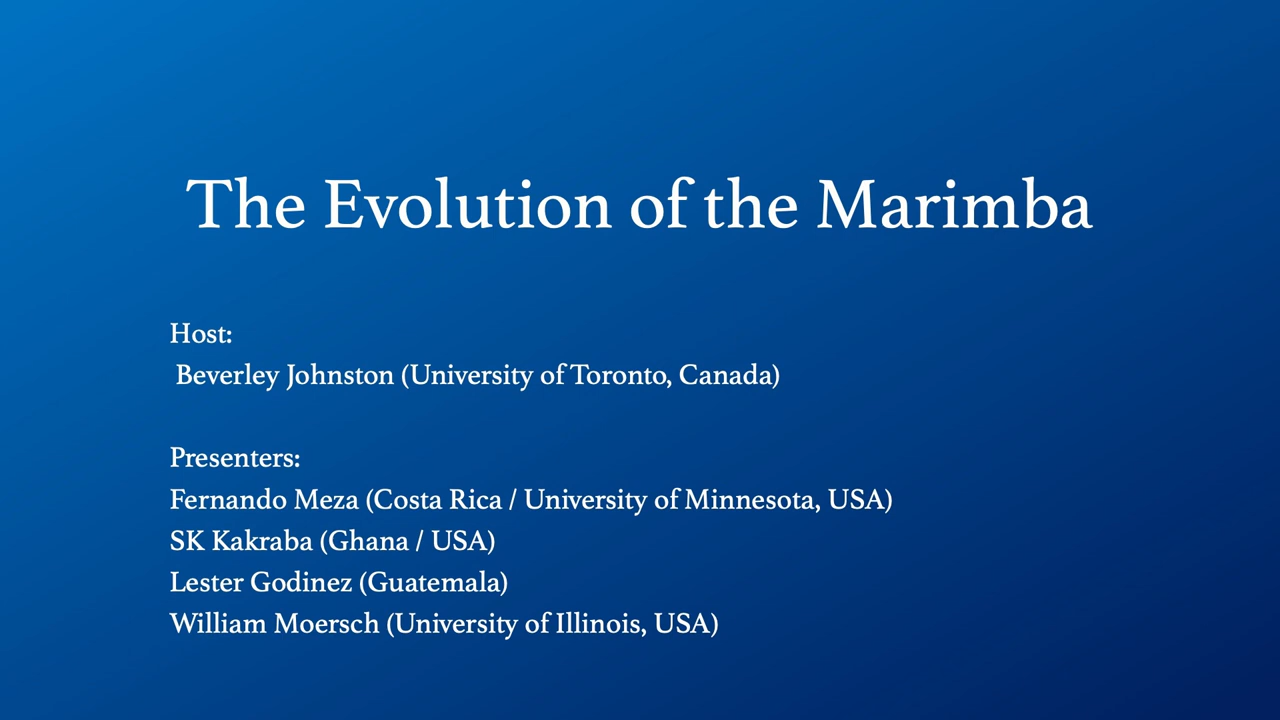 The Evolution of the Marimba
Host:
Beverley Johnston (University of Toronto, Canada)
Presenters:
Fernando Meza (Costa Rica / University of Minnesota, USA)
SK Kakraba (Ghana / USA)
Lester Godinez (Guatemala)
William Moersch (University of Illinois, USA)